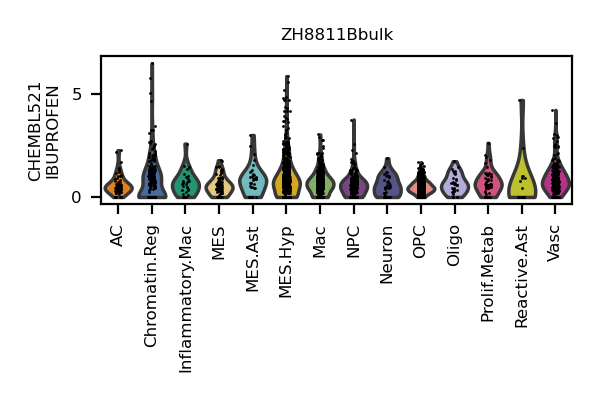 ZH8811Bbulk
CHEMBL521
IBUPROFEN
5
0
AC
Chromatin.Reg
Inflammatory.Mac
MES
MES.Ast
MES.Hyp
Mac
NPC
Neuron
OPC
Oligo
Prolif.Metab
Reactive.Ast
Vasc